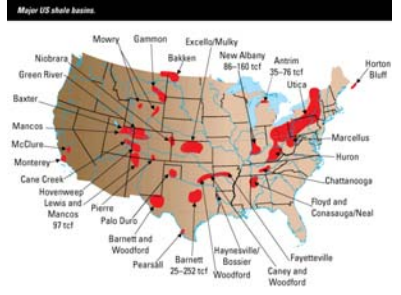 Major US shale basins.
Mowry
Gammon
Bakken
Excello/Mulky
New Albany
86–160 tcf
Antrim
35–76 tcf
Utica
Horton
Bluff
Niobrara
Green River
Baxter
Mancos
McClure
Monterey
Cane Creek
Hovenweep
Lewis and
Mancos
97 tcf
Pierre
Palo Duro
Barnett and
Woodford
Pearsall
Barnett
25–252 tcf
Haynesville/
Bossier
Woodford
Caney and
Woodford
Fayetteville
Floyd and
Conasauga/Neal
Chattanooga
Huron
Marcellus